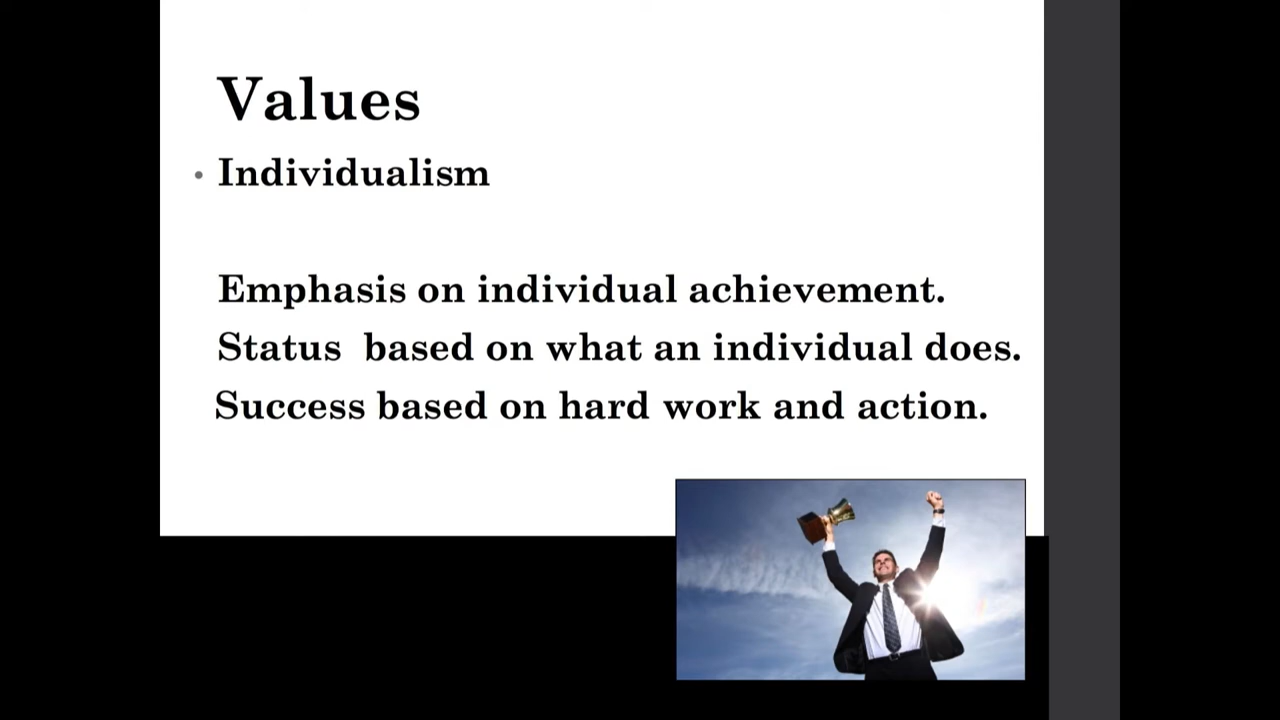 Values
• Individualism
Emphasis on individual achievement.
Status  based on what an individual does.
Success based on hard work and action.